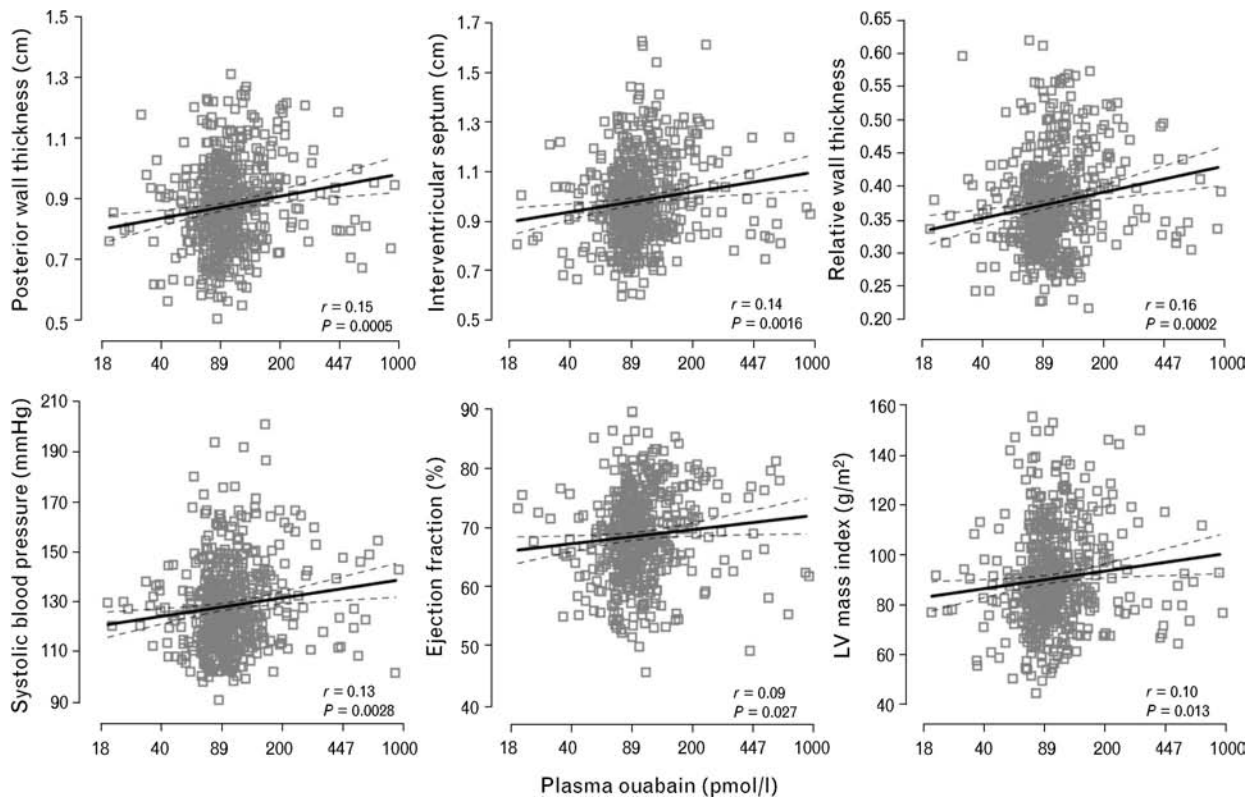 Posterior wall thickness (cm)
1.5
1.3
1.1
0.9
0.7
0.5
r = 0.15
P = 0.0005
18 40 89 200 447 1000
Interventricular septum (cm)
1.7
1.5
1.3
1.1
0.9
0.7
0.5
r = 0.14
P = 0.0016
18 40 89 200 447 1000
Relative wall thickness
0.65
0.60
0.55
0.50
0.45
0.40
0.35
0.30
0.25
0.20
r = 0.16
P = 0.0002
18 40 89 200 447 1000
Systolic blood pressure (mmHg)
210
190
170
150
130
110
90
r = 0.13
P = 0.0028
18 40 89 200 447 1000
Ejection fraction (%)
90
80
70
60
50
40
r = 0.09
P = 0.027
18 40 89 200 447 1000
LV mass index (g/m²)
160
140
120
100
80
60
40
r = 0.10
P = 0.013
18 40 89 200 447 1000
Plasma ouabain (pmol/l)